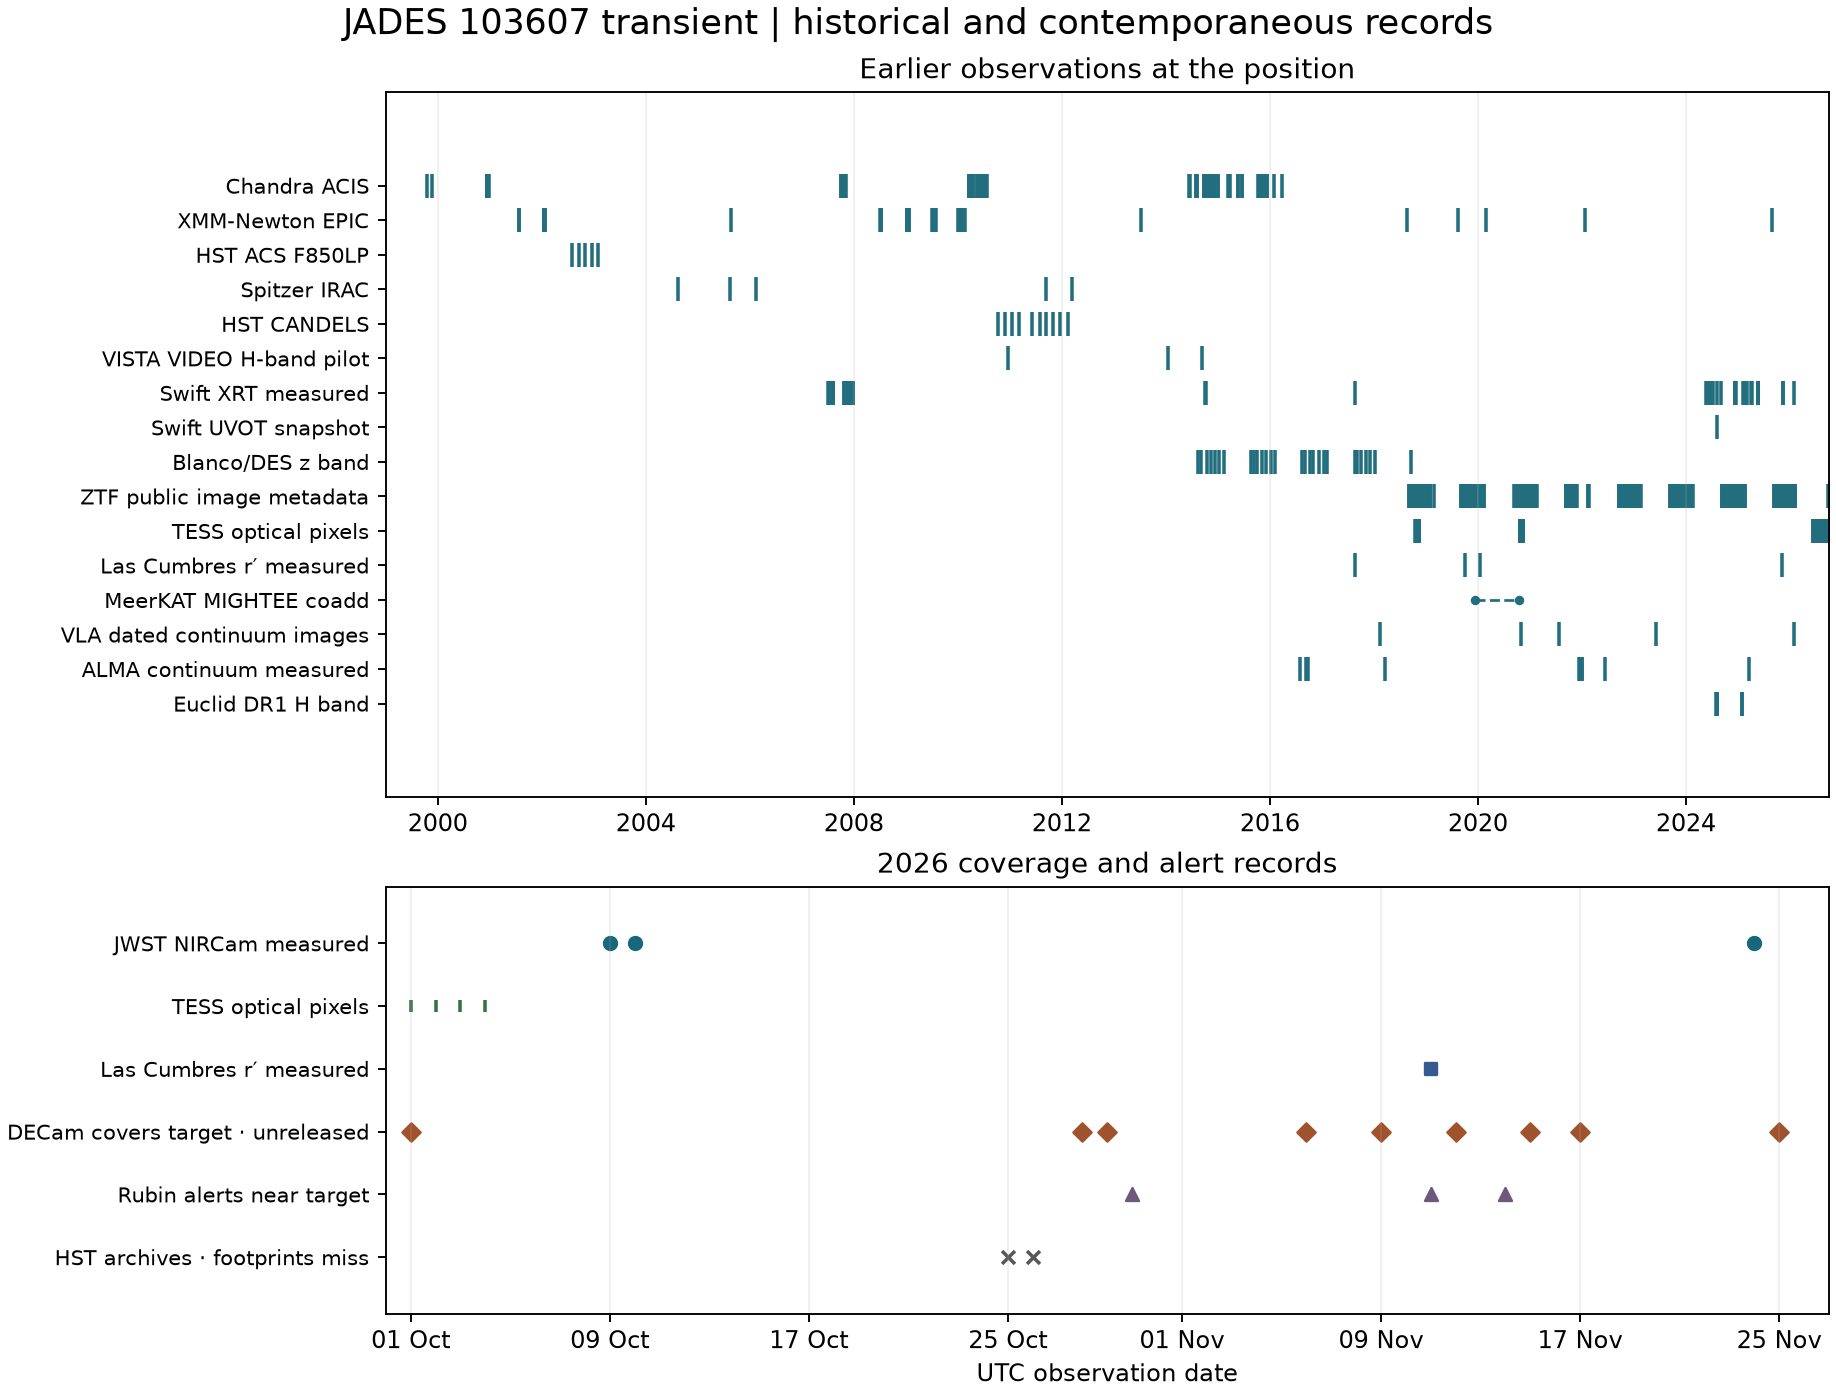 JADES 103607 transient | historical and contemporaneous records
Earlier observations at the position
Chandra ACIS
XMM-Newton EPIC
HST ACS F850LP
Spitzer IRAC
HST CANDELS
VISTA VIDEO H-band pilot
Swift XRT measured
Swift UVOT snapshot
Blanco/DES z band
ZTF public image metadata
TESS optical pixels
Las Cumbres r′ measured
MeerKAT MIGHTEE coadd
VLA dated continuum images
ALMA continuum measured
Euclid DR1 H band
2000 2004 2008 2012 2016 2020 2024
2026 coverage and alert records
JWST NIRCam measured
TESS optical pixels
Las Cumbres r′ measured
DECam covers target · unreleased
Rubin alerts near target
HST archives · footprints miss
01 Oct 09 Oct 17 Oct 25 Oct 01 Nov 09 Nov 17 Nov 25 Nov
UTC observation date